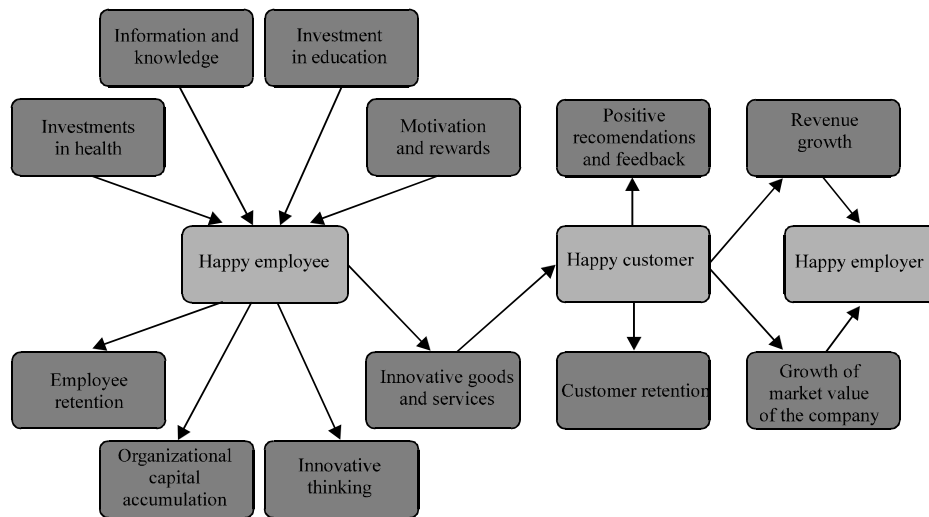 Information and
knowledge
Investment
in education
Investments
in health
Motivation
and rewards
Positive
recomendations
and feedback
Revenue
growth
Happy employee
Happy customer
Happy employer
Employee
retention
Innovative goods
and services
Customer retention
Growth of
market value
of the company
Organizational
capital
accumulation
Innovative
thinking